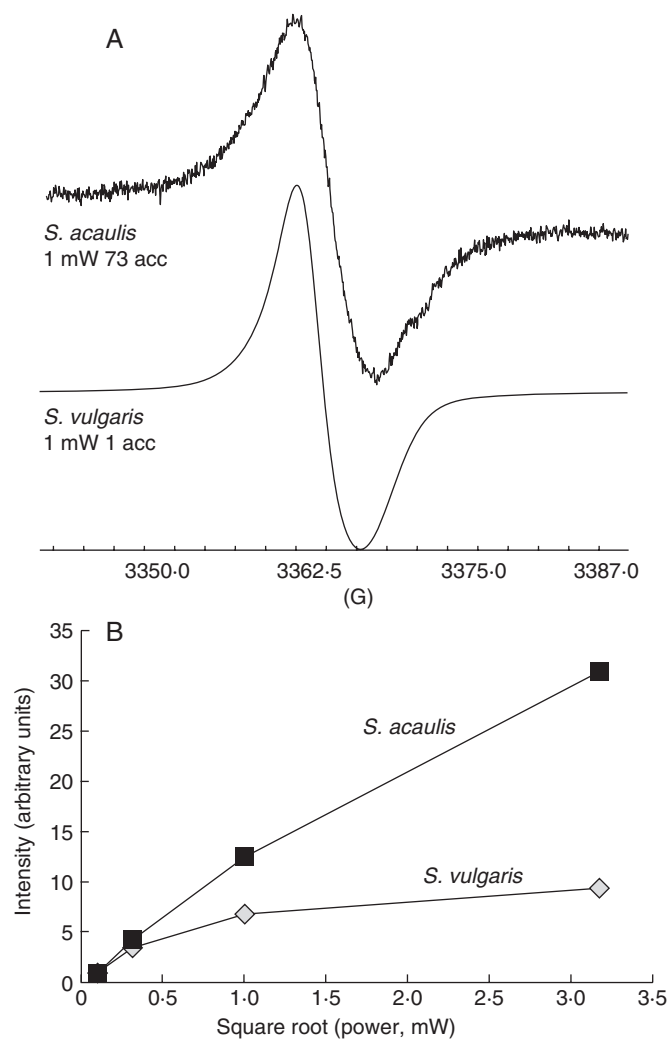 A
S. acaulis
1 mW 73 acc
S. vulgaris
1 mW 1 acc
3350·0 3362·5 3375·0 3387·0
(G)
B
35
30
25
20
15
10
5
0
Intensity (arbitrary units)
S. acaulis
S. vulgaris
0 0·5 1·0 1·5 2·0 2·5 3·0 3·5
Square root (power, mW)